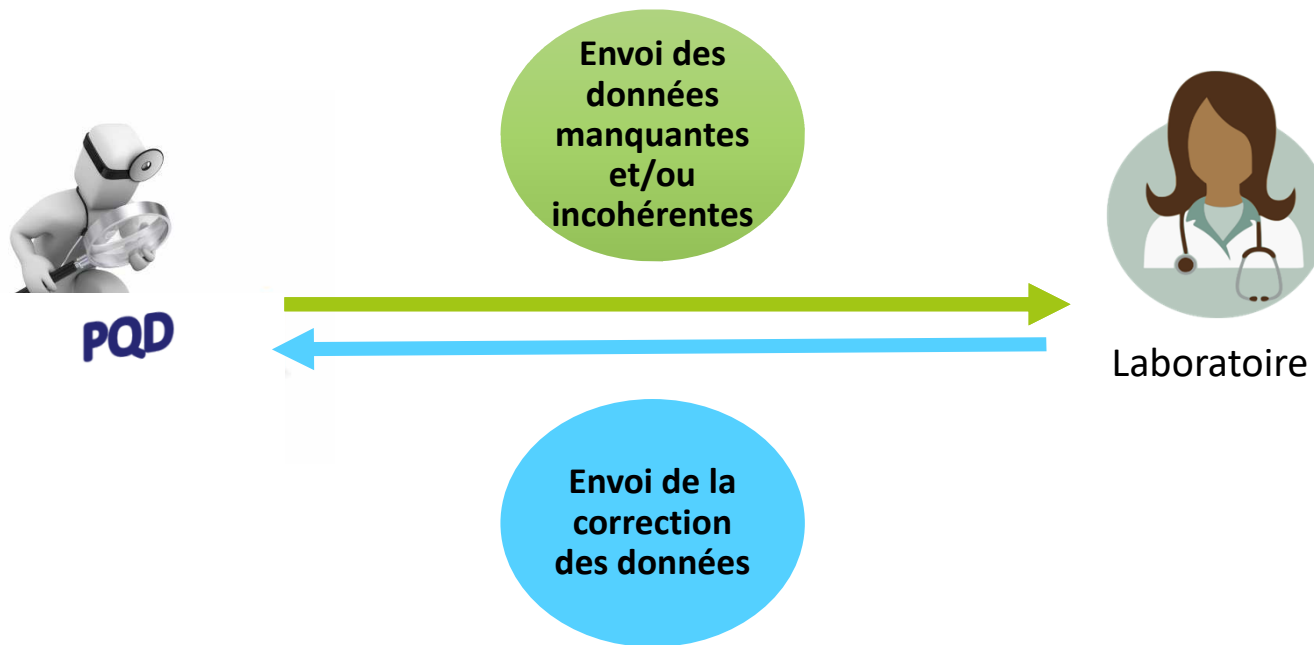 Envoi des
données
manquantes
et/ou
incohérentes
PQD
Laboratoire
Envoi de la
correction
des données